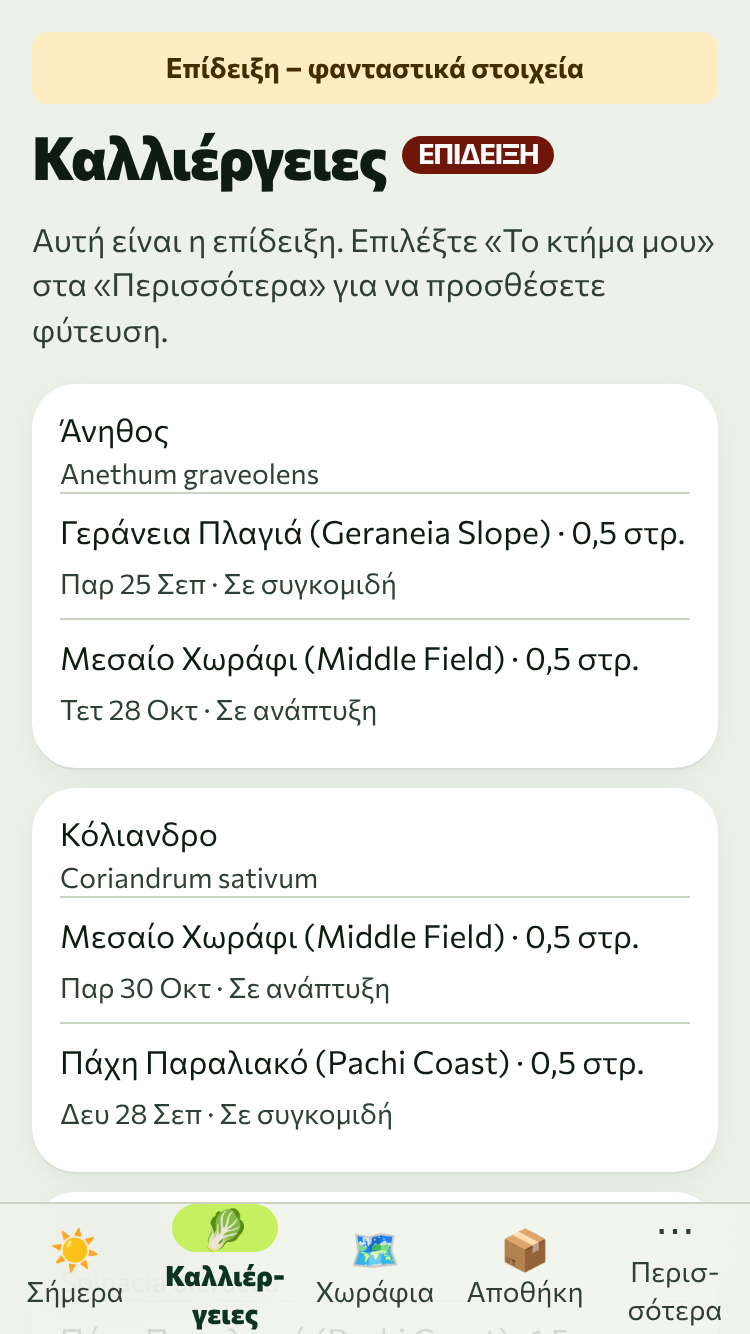 Επίδειξη – φανταστικά στοιχεία
Καλλιέργειες ΕΠΙΔΕΙΞΗ
Αυτή είναι η επίδειξη. Επιλέξτε «Το κτήμα μου»
στα «Περισσότερα» για να προσθέσετε
φύτευση.
Άνηθος
Anethum graveolens
Γεράνεια Πλαγιά (Geraneia Slope) · 0,5 στρ.
Παρ 25 Σεπ · Σε συγκομιδή
Μεσαίο Χωράφι (Middle Field) · 0,5 στρ.
Τετ 28 Οκτ · Σε ανάπτυξη
Κόλιανδρο
Coriandrum sativum
Μεσαίο Χωράφι (Middle Field) · 0,5 στρ.
Παρ 30 Οκτ · Σε ανάπτυξη
Πάχη Παραλιακό (Pachi Coast) · 0,5 στρ.
Δευ 28 Σεπ · Σε συγκομιδή
Σήμερα
Καλλιέρ-
γειες
Χωράφια
Αποθήκη
Περισ-
σότερα